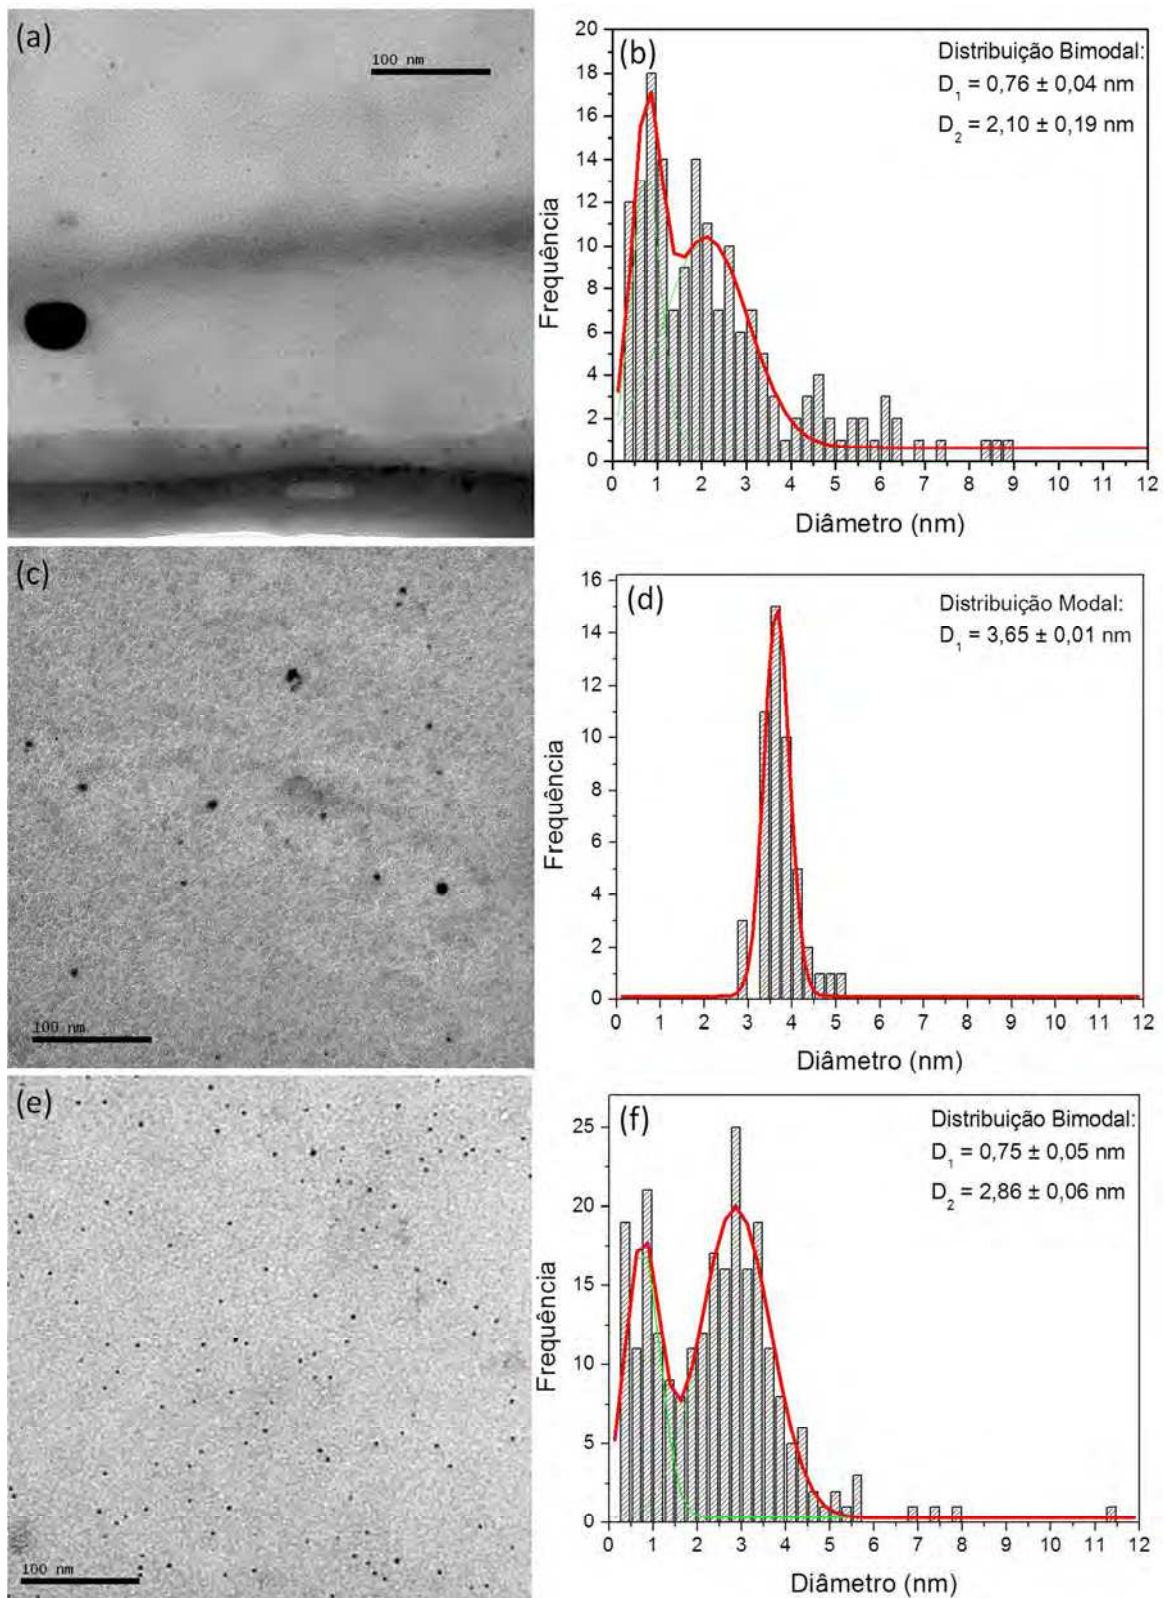 (a)
100 nm
(b)
Distribuição Bimodal:
D1 = 0,76 ± 0,04 nm
D2 = 2,10 ± 0,19 nm
Frequência
20
18
16
14
12
10
8
6
4
2
0
0 1 2 3 4 5 6 7 8 9 10 11 12
Diâmetro (nm)
(c)
100 nm
(d)
Distribuição Modal:
D1 = 3,65 ± 0,01 nm
Frequência
16
14
12
10
8
6
4
2
0
0 1 2 3 4 5 6 7 8 9 10 11 12
Diâmetro (nm)
(e)
100 nm
(f)
Distribuição Bimodal:
D1 = 0,75 ± 0,05 nm
D2 = 2,86 ± 0,06 nm
Frequência
25
20
15
10
5
0
0 1 2 3 4 5 6 7 8 9 10 11 12
Diâmetro (nm)